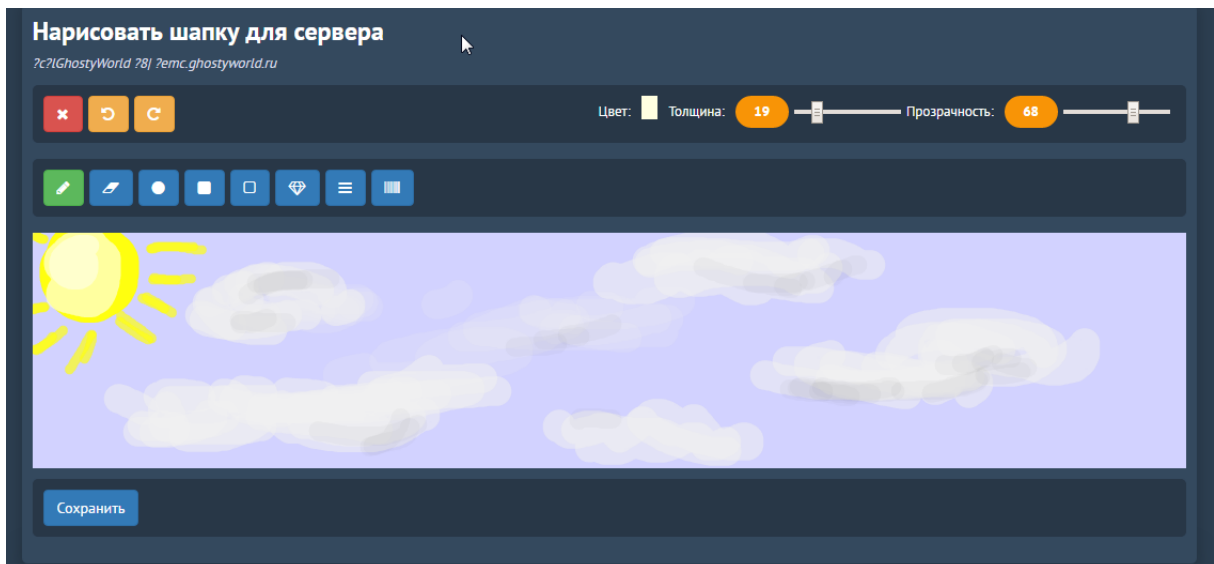 Нарисовать шапку для сервера
?c?lGhostyWorld ?8| ?emc.ghostyworld.ru
Цвет: Толщина: 19 Прозрачность: 68
Сохранить